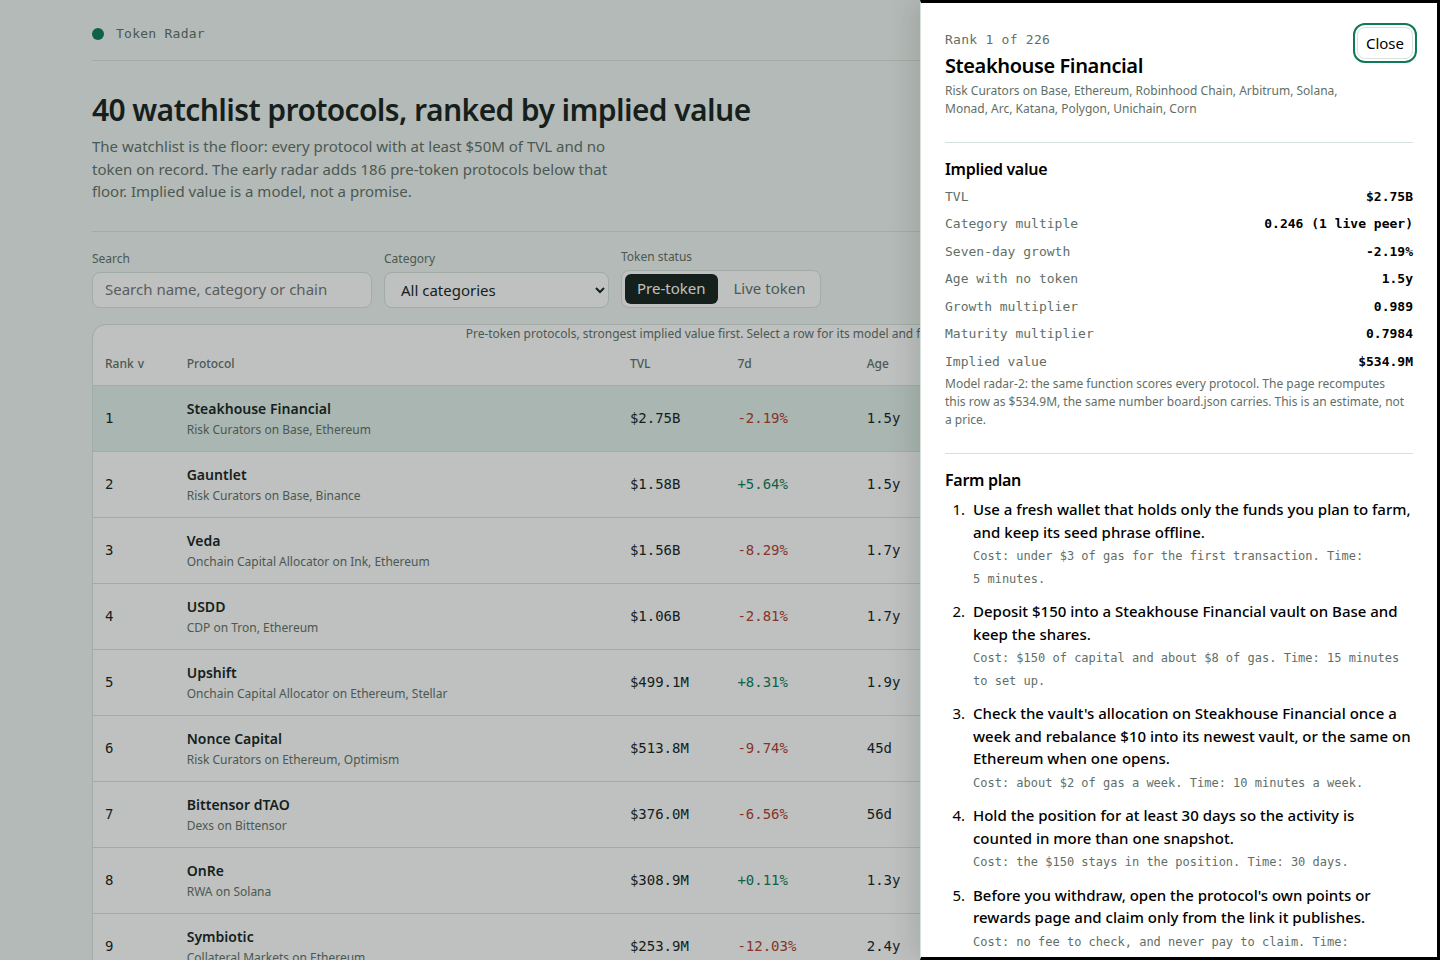 Token Radar
40 watchlist protocols, ranked by implied value
The watchlist is the floor: every protocol with at least $50M of TVL and no
token on record. The early radar adds 186 pre-token protocols below that
floor. Implied value is a model, not a promise.
Search
Category
Token status
Search name, category or chain
All categories
Pre-token
Live token
Pre-token protocols, strongest implied value first. Select a row for its model and f
Rank v
Protocol
TVL
7d
Age
1
Steakhouse Financial
Risk Curators on Base, Ethereum
$2.75B
-2.19%
1.5y
2
Gauntlet
Risk Curators on Base, Binance
$1.58B
+5.64%
1.5y
3
Veda
Onchain Capital Allocator on Ink, Ethereum
$1.56B
-8.29%
1.7y
4
USDD
CDP on Tron, Ethereum
$1.06B
-2.81%
1.7y
5
Upshift
Onchain Capital Allocator on Ethereum, Stellar
$499.1M
+8.31%
1.9y
6
Nonce Capital
Risk Curators on Ethereum, Optimism
$513.8M
-9.74%
45d
7
Bittensor dTAO
Dexs on Bittensor
$376.0M
-6.56%
56d
8
OnRe
RWA on Solana
$308.9M
+0.11%
1.3y
9
Symbiotic
Collateral Markets on Ethereum
$253.9M
-12.03%
2.4y
Rank 1 of 226
Close
Steakhouse Financial
Risk Curators on Base, Ethereum, Robinhood Chain, Arbitrum, Solana,
Monad, Arc, Katana, Polygon, Unichain, Corn
Implied value
TVL
$2.75B
Category multiple
0.246 (1 live peer)
Seven-day growth
-2.19%
Age with no token
1.5y
Growth multiplier
0.989
Maturity multiplier
0.7984
Implied value
$534.9M
Model radar-2: the same function scores every protocol. The page recomputes
this row as $534.9M, the same number board.json carries. This is an estimate, not
a price.
Farm plan
1. Use a fresh wallet that holds only the funds you plan to farm,
and keep its seed phrase offline.
Cost: under $3 of gas for the first transaction. Time:
5 minutes.
2. Deposit $150 into a Steakhouse Financial vault on Base and
keep the shares.
Cost: $150 of capital and about $8 of gas. Time: 15 minutes
to set up.
3. Check the vault's allocation on Steakhouse Financial once a
week and rebalance $10 into its newest vault, or the same on
Ethereum when one opens.
Cost: about $2 of gas a week. Time: 10 minutes a week.
4. Hold the position for at least 30 days so the activity is
counted in more than one snapshot.
Cost: the $150 stays in the position. Time: 30 days.
5. Before you withdraw, open the protocol's own points or
rewards page and claim only from the link it publishes.
Cost: no fee to check, and never pay to claim. Time: